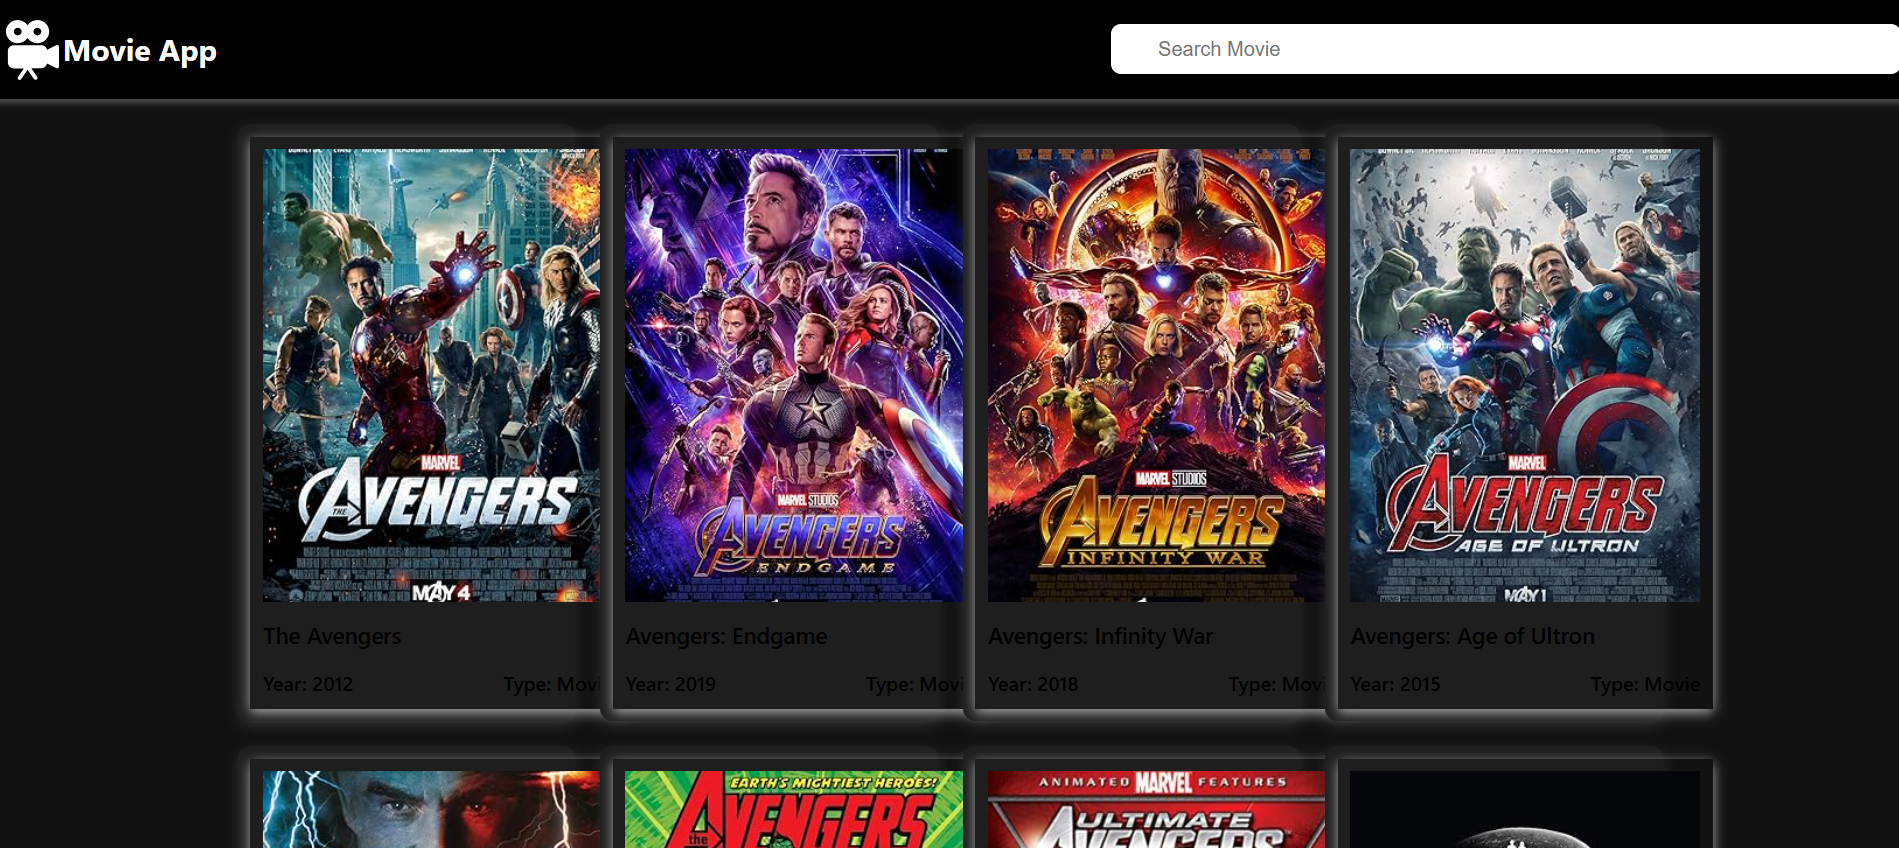 Movie App
Search Movie
MARVEL
THE AVENGERS
MAY 4
MARVEL STUDIOS
AVENGERS
ENDGAME
MARVEL STUDIOS
AVENGERS
INFINITY WAR
MARVEL
AVENGERS
AGE OF ULTRON
MAY 1
The Avengers
Avengers: Endgame
Avengers: Infinity War
Avengers: Age of Ultron
Year: 2012
Type: Movi
Year: 2019
Type: Movi
Year: 2018
Type: Movi
Year: 2015
Type: Movie
EARTH'S MIGHTIEST HEROES!
the AVENGERS
ANIMATED MARVEL FEATURES
ULTIMATE
AVENGERS